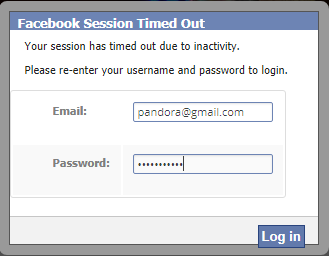 Facebook Session Timed Out
Your session has timed out due to inactivity.
Please re-enter your username and password to login.
Email: pandora@gmail.com
Password: •••••••••••
Log in